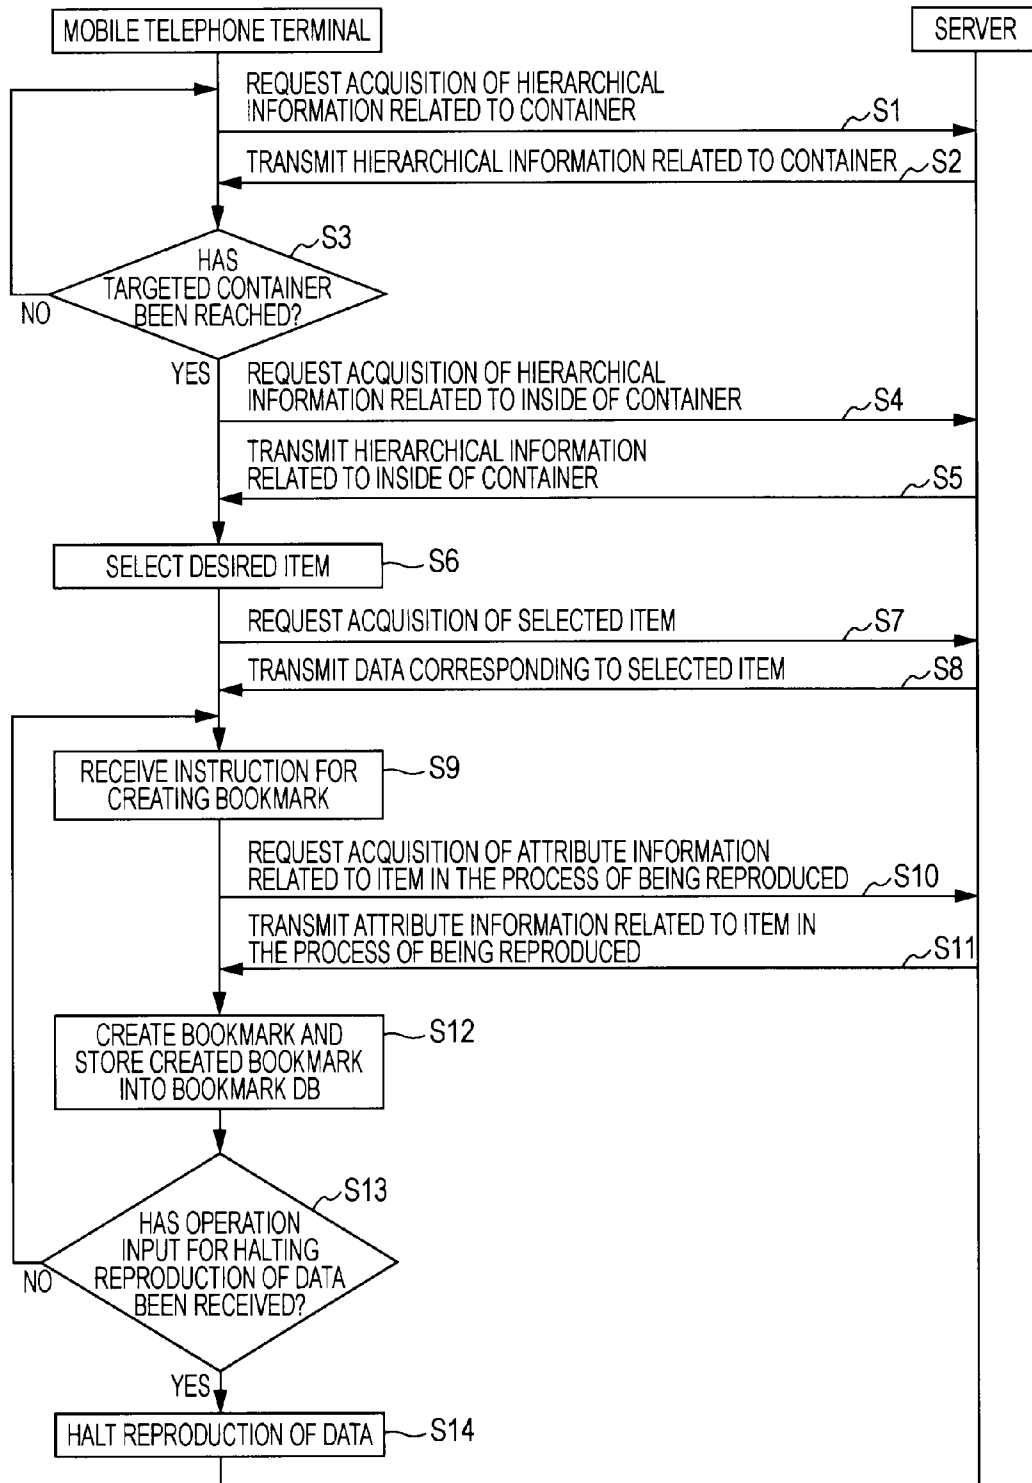 MOBILE TELEPHONE TERMINAL
SERVER
REQUEST ACQUISITION OF HIERARCHICAL
INFORMATION RELATED TO CONTAINER
S1
TRANSMIT HIERARCHICAL INFORMATION RELATED TO CONTAINER
S2
S3
HAS
TARGETED CONTAINER
BEEN REACHED?
NO
YES
REQUEST ACQUISITION OF HIERARCHICAL
INFORMATION RELATED TO INSIDE OF CONTAINER
S4
TRANSMIT HIERARCHICAL INFORMATION
RELATED TO INSIDE OF CONTAINER
S5
SELECT DESIRED ITEM
S6
REQUEST ACQUISITION OF SELECTED ITEM
S7
TRANSMIT DATA CORRESPONDING TO SELECTED ITEM
S8
RECEIVE INSTRUCTION FOR
CREATING BOOKMARK
S9
REQUEST ACQUISITION OF ATTRIBUTE INFORMATION
RELATED TO ITEM IN THE PROCESS OF BEING REPRODUCED
S10
TRANSMIT ATTRIBUTE INFORMATION RELATED TO ITEM IN
THE PROCESS OF BEING REPRODUCED
S11
CREATE BOOKMARK AND
STORE CREATED BOOKMARK
INTO BOOKMARK DB
S12
S13
HAS OPERATION
INPUT FOR HALTING
REPRODUCTION OF DATA
BEEN RECEIVED?
NO
YES
HALT REPRODUCTION OF DATA
S14